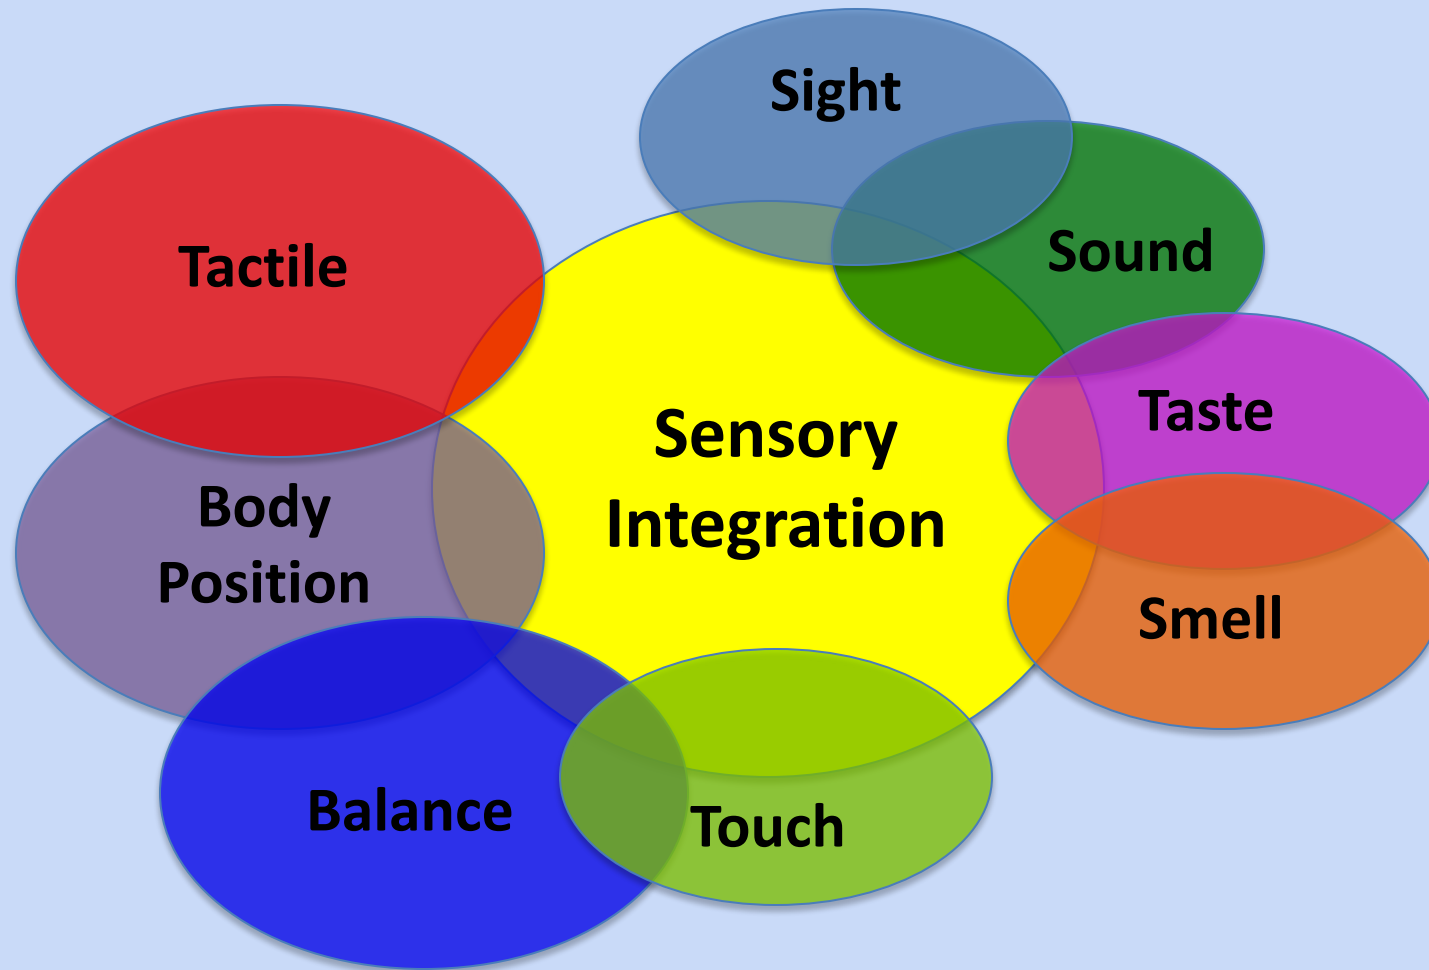 Sight
Sound
Tactile
Taste
Sensory
Integration
Body
Position
Smell
Balance
Touch